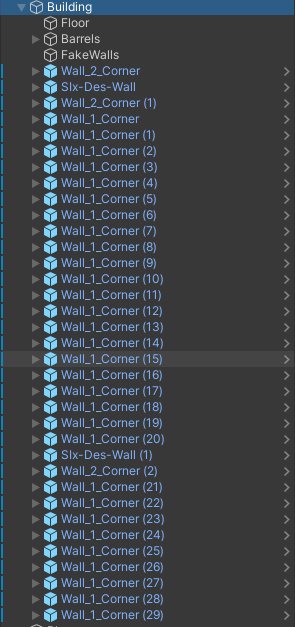 Building
Floor
Barrels
FakeWalls
Wall_2_Corner
SIx-Des-Wall
Wall_2_Corner (1)
Wall_1_Corner
Wall_1_Corner (1)
Wall_1_Corner (2)
Wall_1_Corner (3)
Wall_1_Corner (4)
Wall_1_Corner (5)
Wall_1_Corner (6)
Wall_1_Corner (7)
Wall_1_Corner (8)
Wall_1_Corner (9)
Wall_1_Corner (10)
Wall_1_Corner (11)
Wall_1_Corner (12)
Wall_1_Corner (13)
Wall_1_Corner (14)
Wall_1_Corner (15)
Wall_1_Corner (16)
Wall_1_Corner (17)
Wall_1_Corner (18)
Wall_1_Corner (19)
Wall_1_Corner (20)
SIx-Des-Wall (1)
Wall_2_Corner (2)
Wall_1_Corner (21)
Wall_1_Corner (22)
Wall_1_Corner (23)
Wall_1_Corner (24)
Wall_1_Corner (25)
Wall_1_Corner (26)
Wall_1_Corner (27)
Wall_1_Corner (28)
Wall_1_Corner (29)